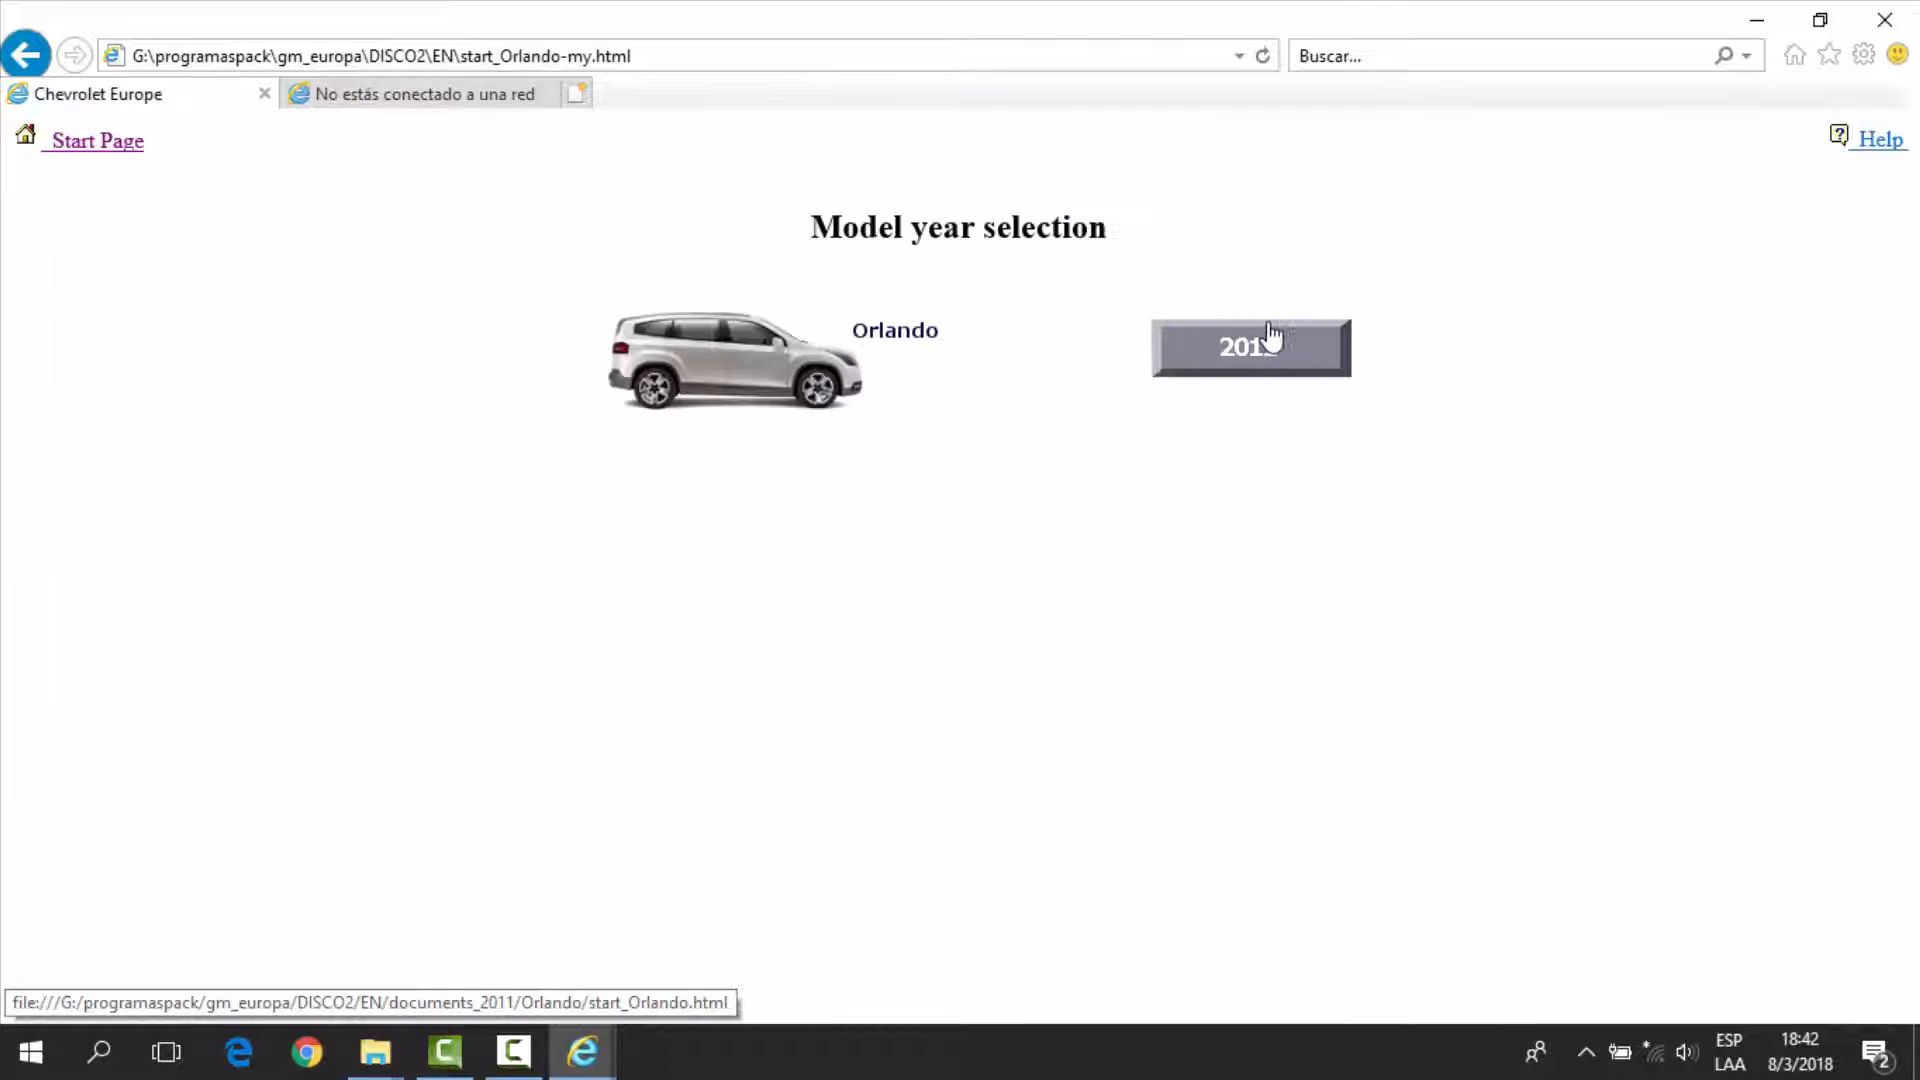 G:\programaspack\gm_europa\DISCO2\EN\start_Orlando-my.html
Buscar...
Chevrolet Europe
No estás conectado a una red
Start Page
Help
Model year selection
Orlando
file:///G:/programaspack/gm_europa/DISCO2/EN/documents_2011/Orlando/start_Orlando.html
ESP
LAA
18:42
8/3/2018
2